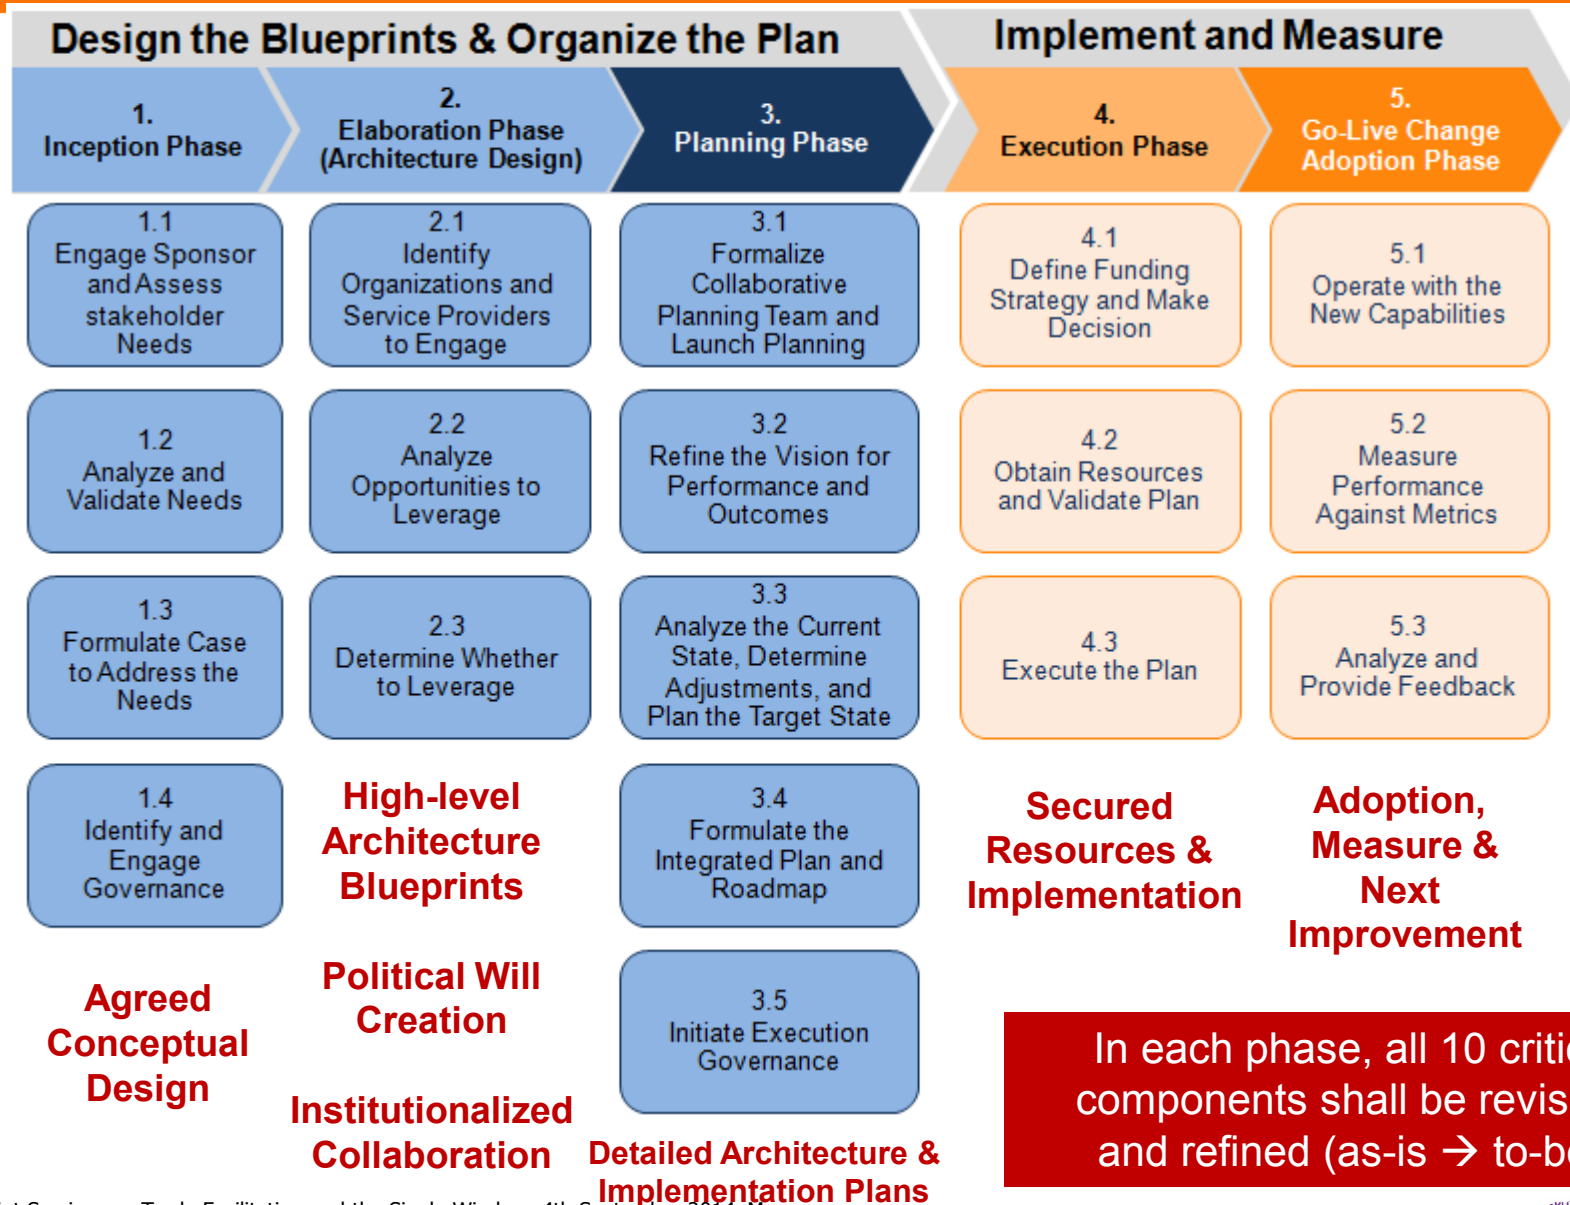 Design the Blueprints & Organize the Plan
Implement and Measure
1.
Inception Phase
2.
Elaboration Phase
(Architecture Design)
3.
Planning Phase
4.
Execution Phase
5.
Go-Live Change
Adoption Phase
1.1
Engage Sponsor
and Assess
stakeholder
Needs
1.2
Analyze and
Validate Needs
1.3
Formulate Case
to Address the
Needs
1.4
Identify and
Engage
Governance
Agreed
Conceptual
Design
2.1
Identify
Organizations and
Service Providers
to Engage
2.2
Analyze
Opportunities to
Leverage
2.3
Determine Whether
to Leverage
High-level
Architecture
Blueprints
Political Will
Creation
Institutionalized
Collaboration
3.1
Formalize
Collaborative
Planning Team and
Launch Planning
3.2
Refine the Vision for
Performance and
Outcomes
3.3
Analyze the Current
State, Determine
Adjustments, and
Plan the Target State
3.4
Formulate the
Integrated Plan and
Roadmap
3.5
Initiate Execution
Governance
Detailed Architecture &
Implementation Plans
4.1
Define Funding
Strategy and Make
Decision
4.2
Obtain Resources
and Validate Plan
4.3
Execute the Plan
Secured
Resources &
Implementation
5.1
Operate with the
New Capabilities
5.2
Measure
Performance
Against Metrics
5.3
Analyze and
Provide Feedback
Adoption,
Measure &
Next
Improvement
In each phase, all 10 criti
components shall be revis
and refined (as-is → to-be
Trade Facilitation and the Single Window 4th September 2014